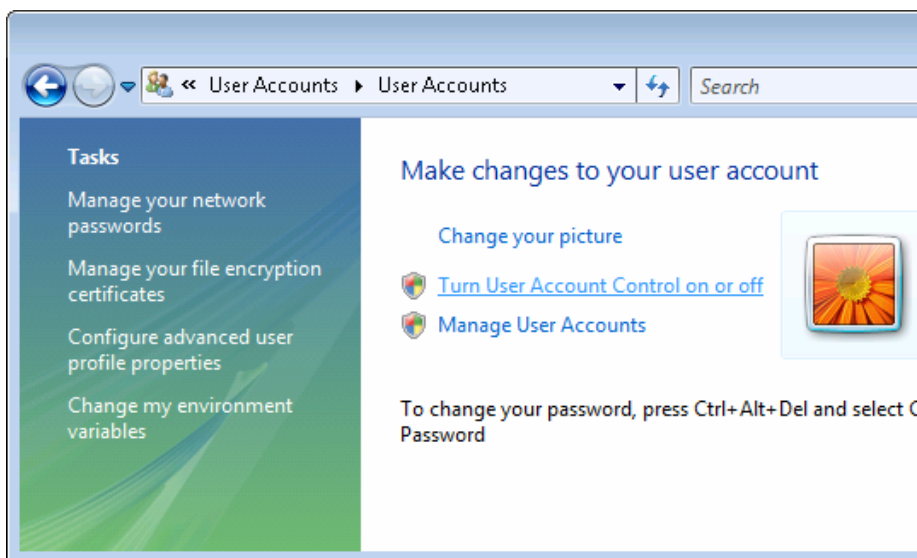 « User Accounts User Accounts
Search
Tasks
Manage your network
passwords
Manage your file encryption
certificates
Configure advanced user
profile properties
Change my environment
variables
Make changes to your user account
Change your picture
Turn User Account Control on or off
Manage User Accounts
To change your password, press Ctrl+Alt+Del and select
Password